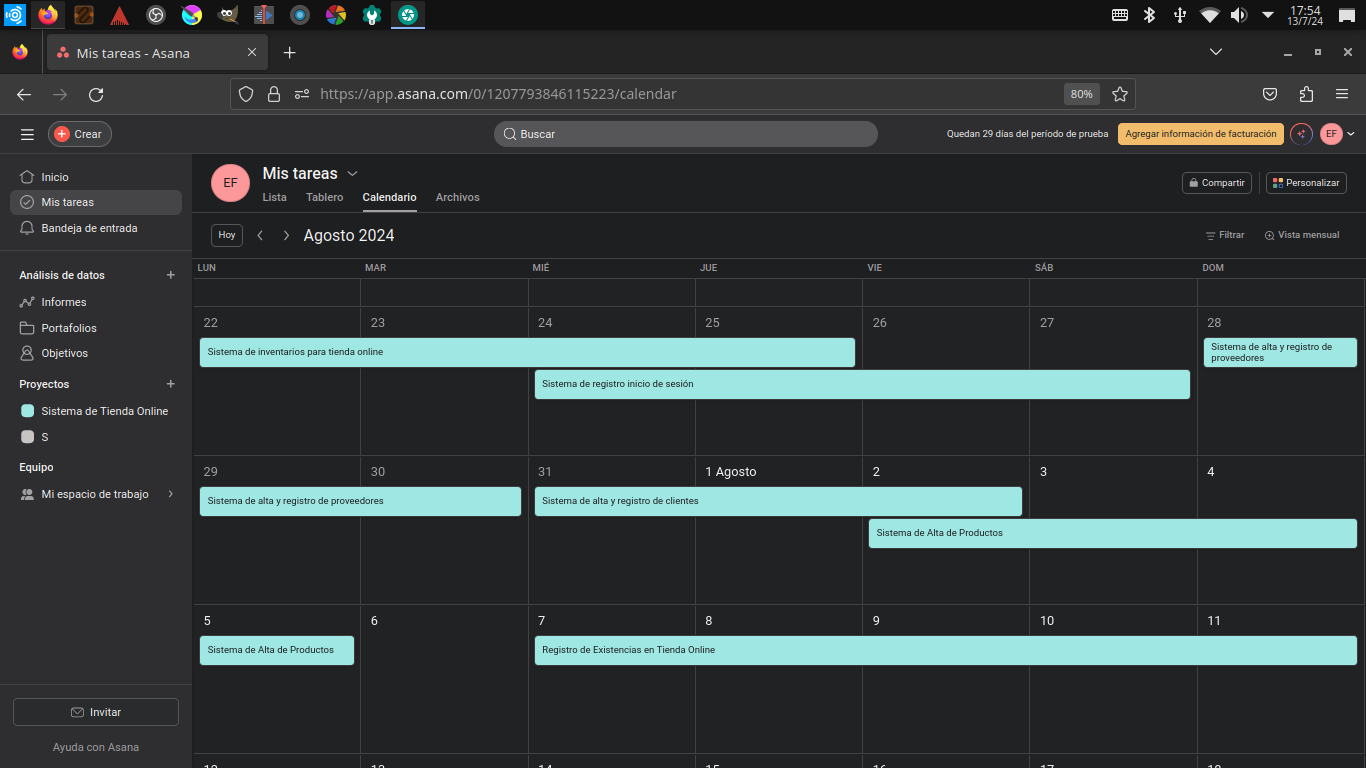 17:54
13/7/24
Mis tareas - Asana
https://app.asana.com/0/1207793846115223/calendar
80%
Crear
Buscar
Quedan 29 días del período de prueba
Agregar información de facturación
EF
Inicio
Mis tareas
Bandeja de entrada
Análisis de datos
Informes
Portafolios
Objetivos
Proyectos
Sistema de Tienda Online
S
Equipo
Mi espacio de trabajo
Invitar
Ayuda con Asana
EF
Mis tareas
Lista Tablero Calendario Archivos
Compartir
Personalizar
Hoy
Agosto 2024
Filtrar
Vista mensual
LUN MAR MIÉ JUE VIE SÁB DOM
22 23 24 25 26 27 28
Sistema de inventarios para tienda online
Sistema de alta y registro de
proveedores
Sistema de registro inicio de sesión
29 30 31 1 Agosto 2 3 4
Sistema de alta y registro de proveedores
Sistema de alta y registro de clientes
Sistema de Alta de Productos
5 6 7 8 9 10 11
Sistema de Alta de Productos
Registro de Existencias en Tienda Online
12 13 14 15 16 17 18